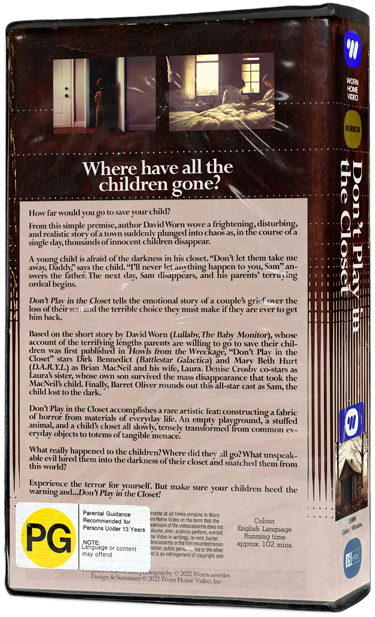 Where have all the
children gone?
How far would you go to save your child?
From this simple premise, author David Worn wove a frightening, disturbing,
and realistic story of a town suddenly plunged into chaos as, in the course of a
single day, thousands of innocent children disappear.
A young child is afraid of the darkness in his closet. “Don’t let them take me
away, Daddy,” says the child. “I’ll never let anything happen to you, Sam” an-
swers the father. The next day, Sam disappears, and his parents’ terrifying
ordeal begins.
Don’t Play in the Closet tells the emotional story of a couple’s grief over the
loss of their son and the terrible choice they must make if they are ever to get
him back.
Based on the short story by David Worn (Lullaby, The Baby Monitor), whose
account of the terrifying lengths parents are willing to go to save their chil-
dren was first published in Howls from the Wreckage, “Don’t Play in the
Closet” stars Dirk Bennedict (Battlestar Galactica) and Mary Beth Hurt
(D.A.R.Y.L.) as Brian MacNeil and his wife, Laura. Denise Crosby co-stars as
Laura’s sister, whose own son survived the mass disappearance that took the
MacNeil’s child. Finally, Barret Oliver rounds out this all-star cast as Sam, the
child lost to the dark.
Don’t Play in the Closet accomplishes a rare artistic feat: constructing a fabric
of horror from materials of everyday life. An empty playground, a stuffed
animal, and a child’s closet all slowly, tensely transformed from common ev-
eryday objects to totems of tangible menace.
What really happened to the children? Where did they all go? What unspeak-
able evil lured them into the darkness of their closet and snatched them from
this world?
Experience the terror for yourself. But make sure your children heed the
warning and...Don’t Play in the Closet!
PG
Parental Guidance
Recommended for
Persons Under 13 Years
NOTE:
Language or content
may offend
Colour
English Language
Running time
approx. 102 mins.
photography © 2022 Worn Cassettes
Design & Summary © 2022 Worn Home Video, Inc.
WORN
HOME
VIDEO
HORROR
Don’t Play in
the Closet